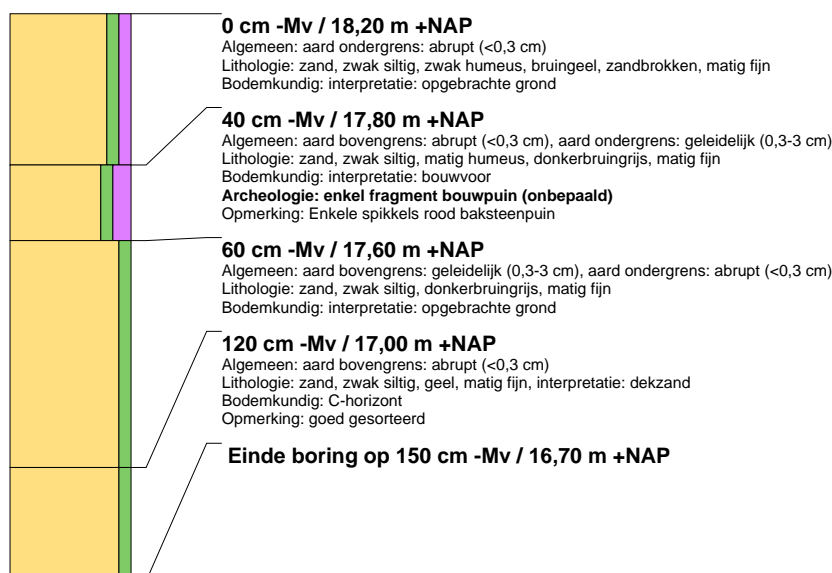 0 cm -Mv / 18,20 m +NAP
Algemeen: aard ondergrens: abrupt (<0,3 cm)
Lithologie: zand, zwak siltig, zwak humeus, bruingeel, zandbrokken, matig fijn
Bodemkundig: interpretatie: opgebrachte grond
40 cm -Mv / 17,80 m +NAP
Algemeen: aard bovengrens: abrupt (<0,3 cm), aard ondergrens: geleidelijk (0,3-3 cm)
Lithologie: zand, zwak siltig, matig humeus, donkerbruingrijs, matig fijn
Bodemkundig: interpretatie: bouwvoor
Archeologie: enkel fragment bouwpuin (onbepaald)
Opmerking: Enkele spikkels rood baksteenpuin
60 cm -Mv / 17,60 m +NAP
Algemeen: aard bovengrens: geleidelijk (0,3-3 cm), aard ondergrens: abrupt (<0,3 cm)
Lithologie: zand, zwak siltig, donkerbruingrijs, matig fijn
Bodemkundig: interpretatie: opgebrachte grond
120 cm -Mv / 17,00 m +NAP
Algemeen: aard bovengrens: abrupt (<0,3 cm)
Lithologie: zand, zwak siltig, geel, matig fijn, interpretatie: dekzand
Bodemkundig: C-horizont
Opmerking: goed gesorteerd
Einde boring op 150 cm -Mv / 16,70 m +NAP